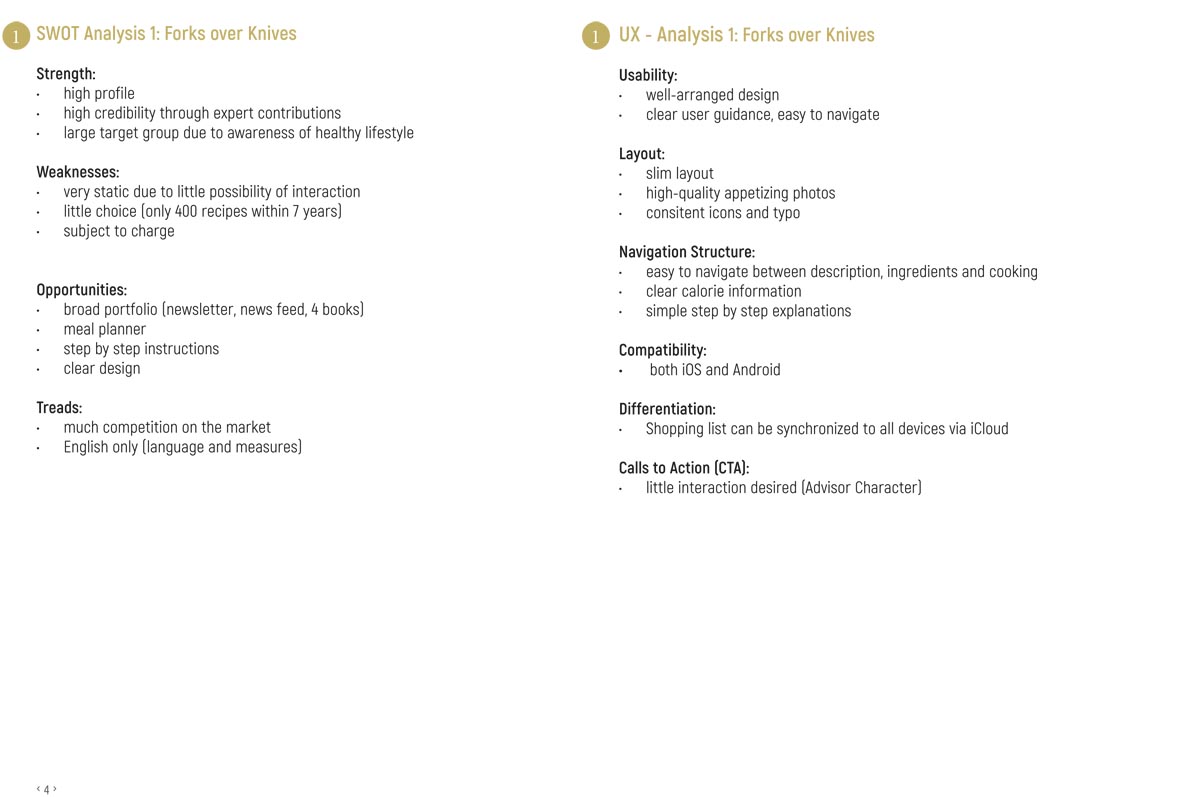 1 SWOT Analysis 1: Forks over Knives
Strength:
• high profile
• high credibility through expert contributions
• large target group due to awareness of healthy lifestyle
Weaknesses:
• very static due to little possibility of interaction
• little choice (only 400 recipes within 7 years)
• subject to charge
Opportunities:
• broad portfolio (newsletter, news feed, 4 books)
• meal planner
• step by step instructions
• clear design
Treads:
• much competition on the market
• English only (language and measures)
1 UX - Analysis 1: Forks over Knives
Usability:
• well-arranged design
• clear user guidance, easy to navigate
Layout:
• slim layout
• high-quality appetizing photos
• consitent icons and typo
Navigation Structure:
• easy to navigate between description, ingredients and cooking
• clear calorie information
• simple step by step explanations
Compatibility:
• both iOS and Android
Differentiation:
• Shopping list can be synchronized to all devices via iCloud
Calls to Action (CTA):
• little interaction desired (Advisor Character)
‹ 4 ›